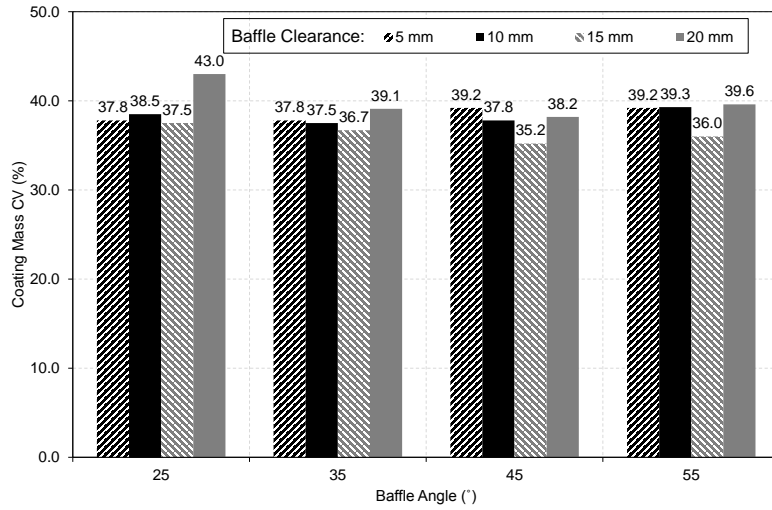 50.0
40.0
30.0
20.0
10.0
0.0
Coating Mass CV (%)
Baffle Clearance: 5 mm 10 mm 15 mm 20 mm
37.8 38.5 37.5 43.0
37.8 37.5 36.7 39.1
39.2 37.8 35.2 38.2
39.2 39.3 36.0 39.6
25 35 45 55
Baffle Angle (˚)